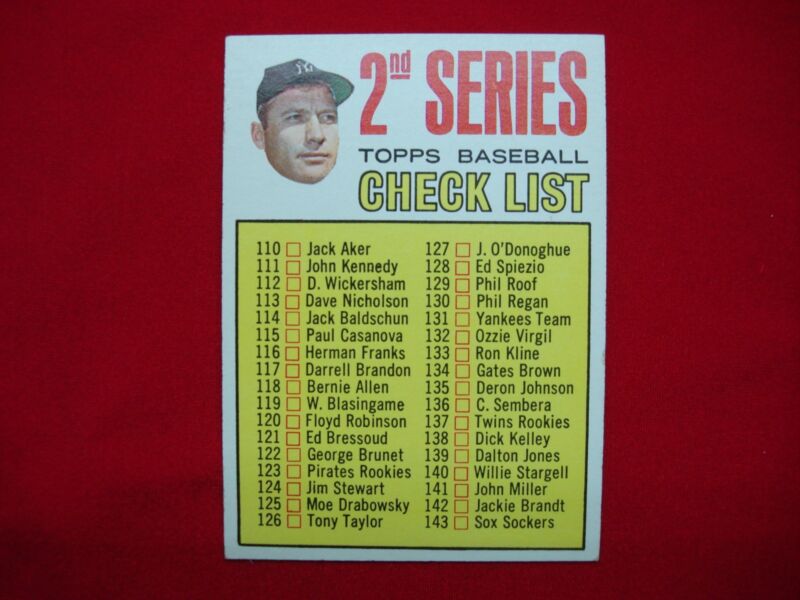 NY
2nd SERIES
TOPPS BASEBALL
CHECK LIST
110 Jack Aker
111 John Kennedy
112 D. Wickersham
113 Dave Nicholson
114 Jack Baldschun
115 Paul Casanova
116 Herman Franks
117 Darrell Brandon
118 Bernie Allen
119 W. Blasingame
120 Floyd Robinson
121 Ed Bressoud
122 George Brunet
123 Pirates Rookies
124 Jim Stewart
125 Moe Drabowsky
126 Tony Taylor
127 J. O'Donoghue
128 Ed Spiezio
129 Phil Roof
130 Phil Regan
131 Yankees Team
132 Ozzie Virgil
133 Ron Kline
134 Gates Brown
135 Deron Johnson
136 C. Sembera
137 Twins Rookies
138 Dick Kelley
139 Dalton Jones
140 Willie Stargell
141 John Miller
142 Jackie Brandt
143 Sox Sockers